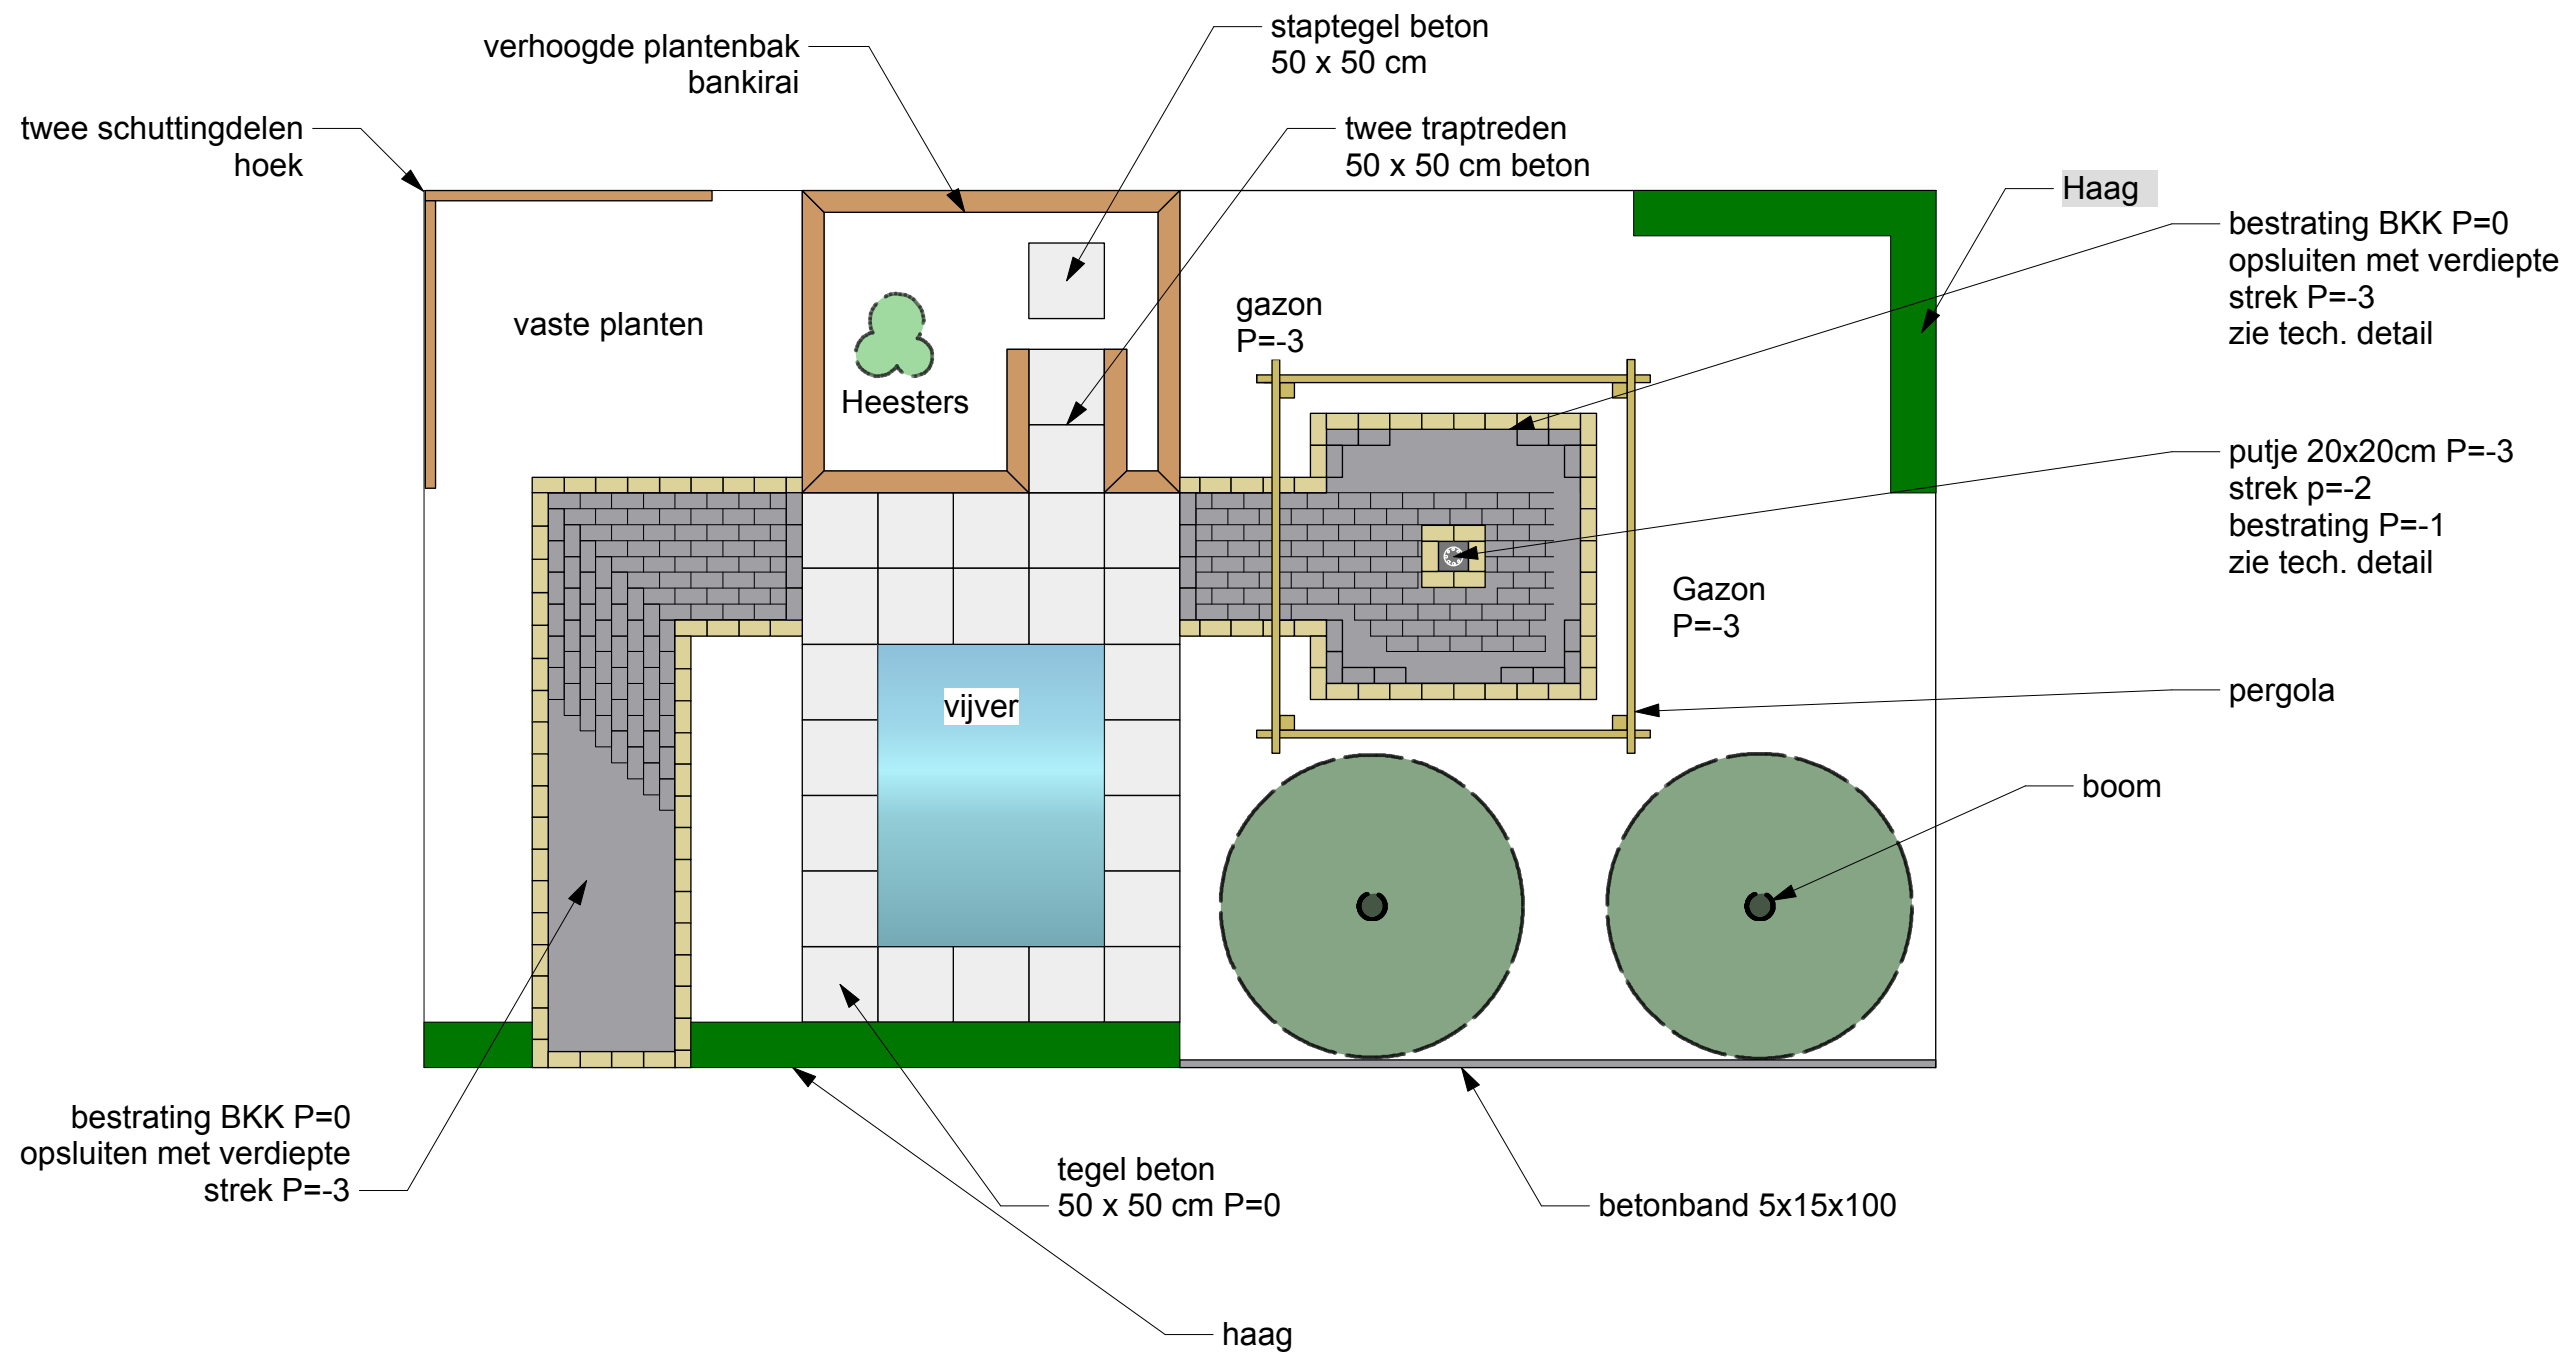 staptegel beton
50 x 50 cm
verhoogde plantenbak
bankirai
twee schuttingdelen
hoek
twee traptreden
50 x 50 cm beton
Haag
bestrating BKK P=0
opsluiten met verdiepte
strek P=-3
zie tech. detail
gazon
P=-3
vaste planten
Heesters
putje 20x20cm P=-3
strek p=-2
bestrating P=-1
zie tech. detail
Gazon
P=-3
pergola
vijver
boom
bestrating BKK P=0
opsluiten met verdiepte
strek P=-3
tegel beton
50 x 50 cm P=0
betonband 5x15x100
haag